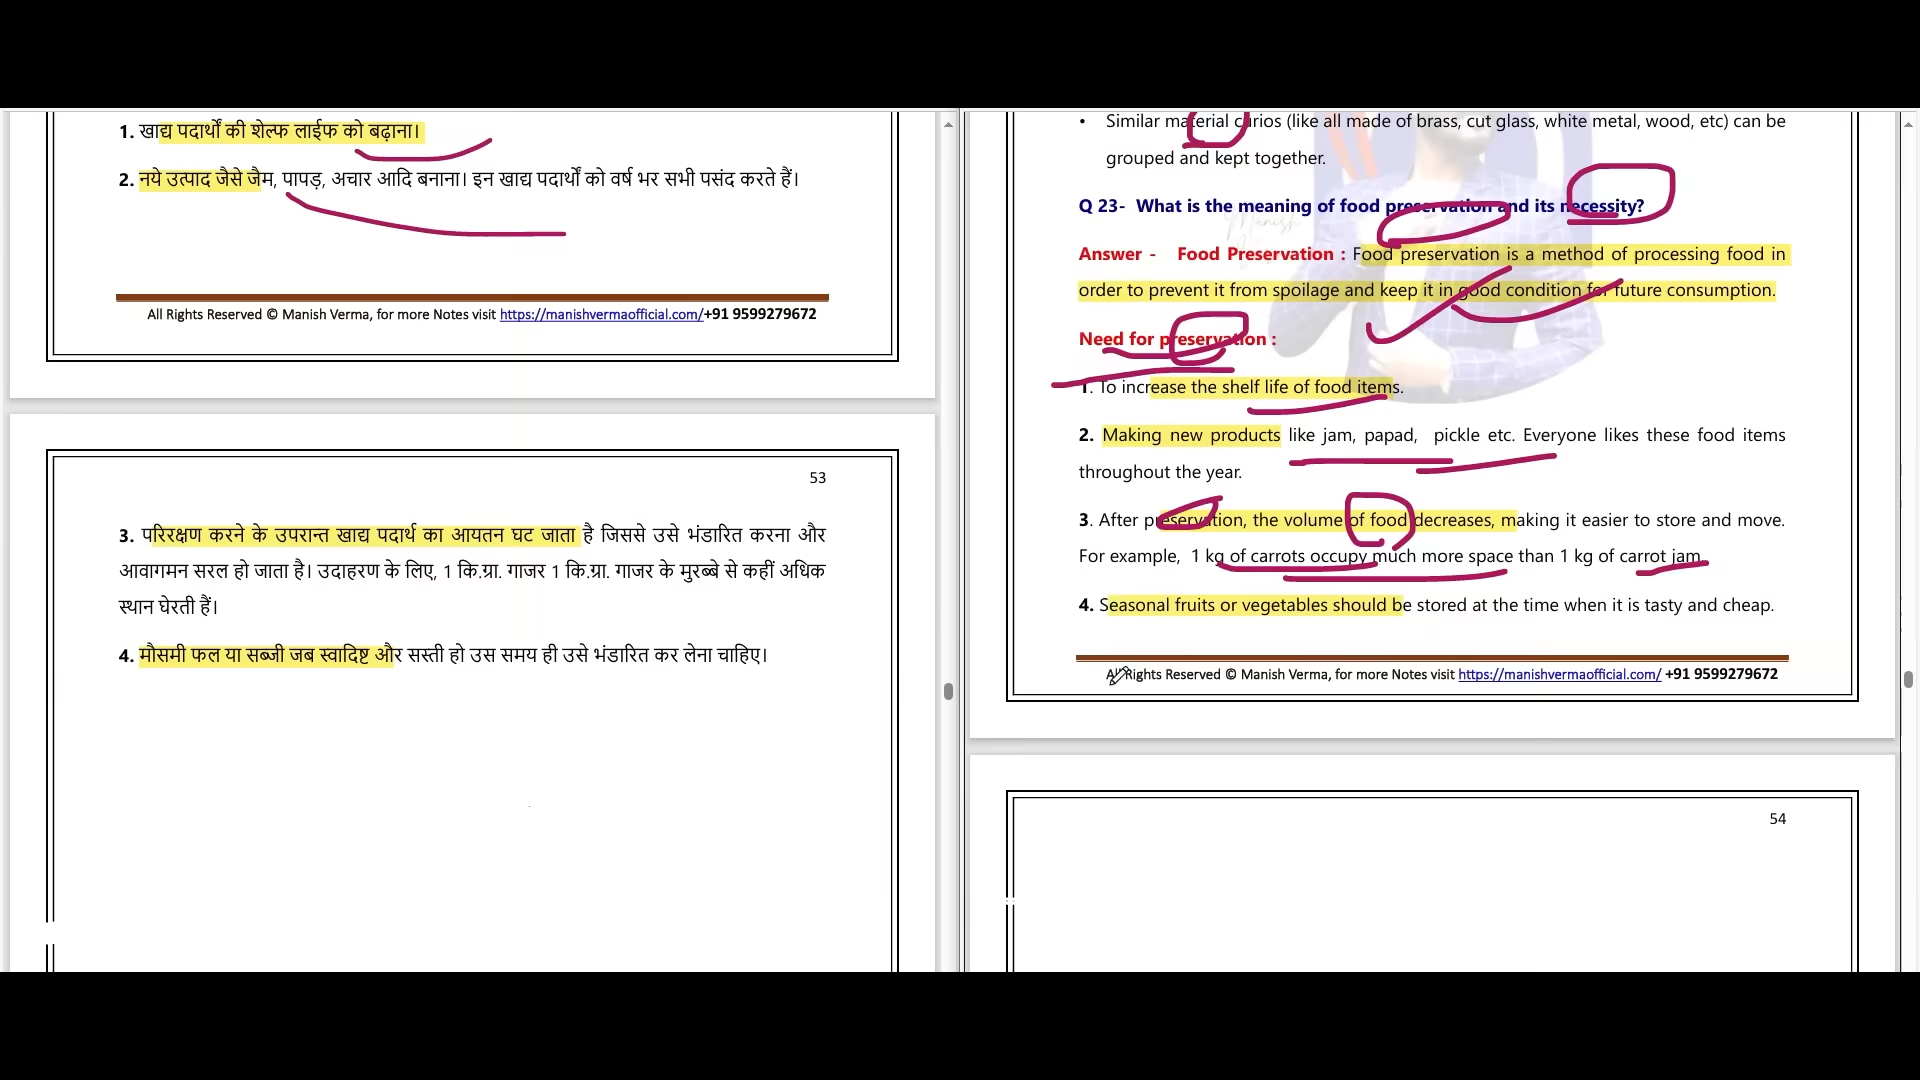 1. खाद्य पदार्थों की शेल्फ लाईफ को बढ़ाना।
2. नये उत्पाद जैसे जैम, पापड़, अचार आदि बनाना। इन खाद्य पदार्थों को वर्ष भर सभी पसंद करते हैं।
All Rights Reserved © Manish Verma, for more Notes visit https://manishvermaofficial.com/+91 9599279672
53
3. परिरक्षण करने के उपरान्त खाद्य पदार्थ का आयतन घट जाता है जिससे उसे भंडारित करना और
आवागमन सरल हो जाता है। उदाहरण के लिए, 1 कि.ग्रा. गाजर 1 कि.ग्रा. गाजर के मुरब्बे से कहीं अधिक
स्थान घेरती हैं।
4. मौसमी फल या सब्जी जब स्वादिष्ट और सस्ती हो उस समय ही उसे भंडारित कर लेना चाहिए।
• Similar material curios (like all made of brass, cut glass, white metal, wood, etc) can be
grouped and kept together.
Q 23- What is the meaning of food preservation and its necessity?
Answer - Food Preservation : Food preservation is a method of processing food in
order to prevent it from spoilage and keep it in good condition for future consumption.
Need for preservation :
1. To increase the shelf life of food items.
2. Making new products like jam, papad, pickle etc. Everyone likes these food items
throughout the year.
3. After preservation, the volume of food decreases, making it easier to store and move.
For example, 1 kg of carrots occupy much more space than 1 kg of carrot jam.
4. Seasonal fruits or vegetables should be stored at the time when it is tasty and cheap.
All Rights Reserved © Manish Verma, for more Notes visit https://manishvermaofficial.com/ +91 9599279672
54